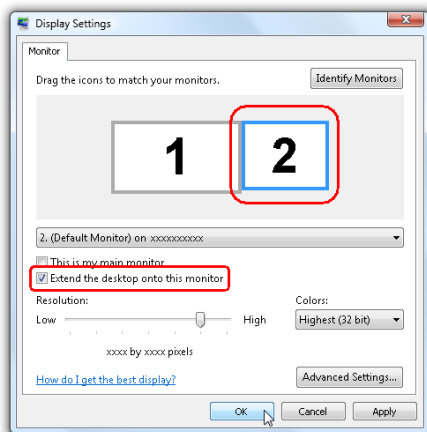 Display Settings
Monitor
Drag the icons to match your monitors.
Identify Monitors
1
2
2. (Default Monitor) on xxxxxxxxxx
This is my main monitor
Extend the desktop onto this monitor
Resolution:
Colors:
Low
High
Highest (32 bit)
xxxx by xxxx pixels
How do I get the best display?
Advanced Settings...
OK
Cancel
Apply